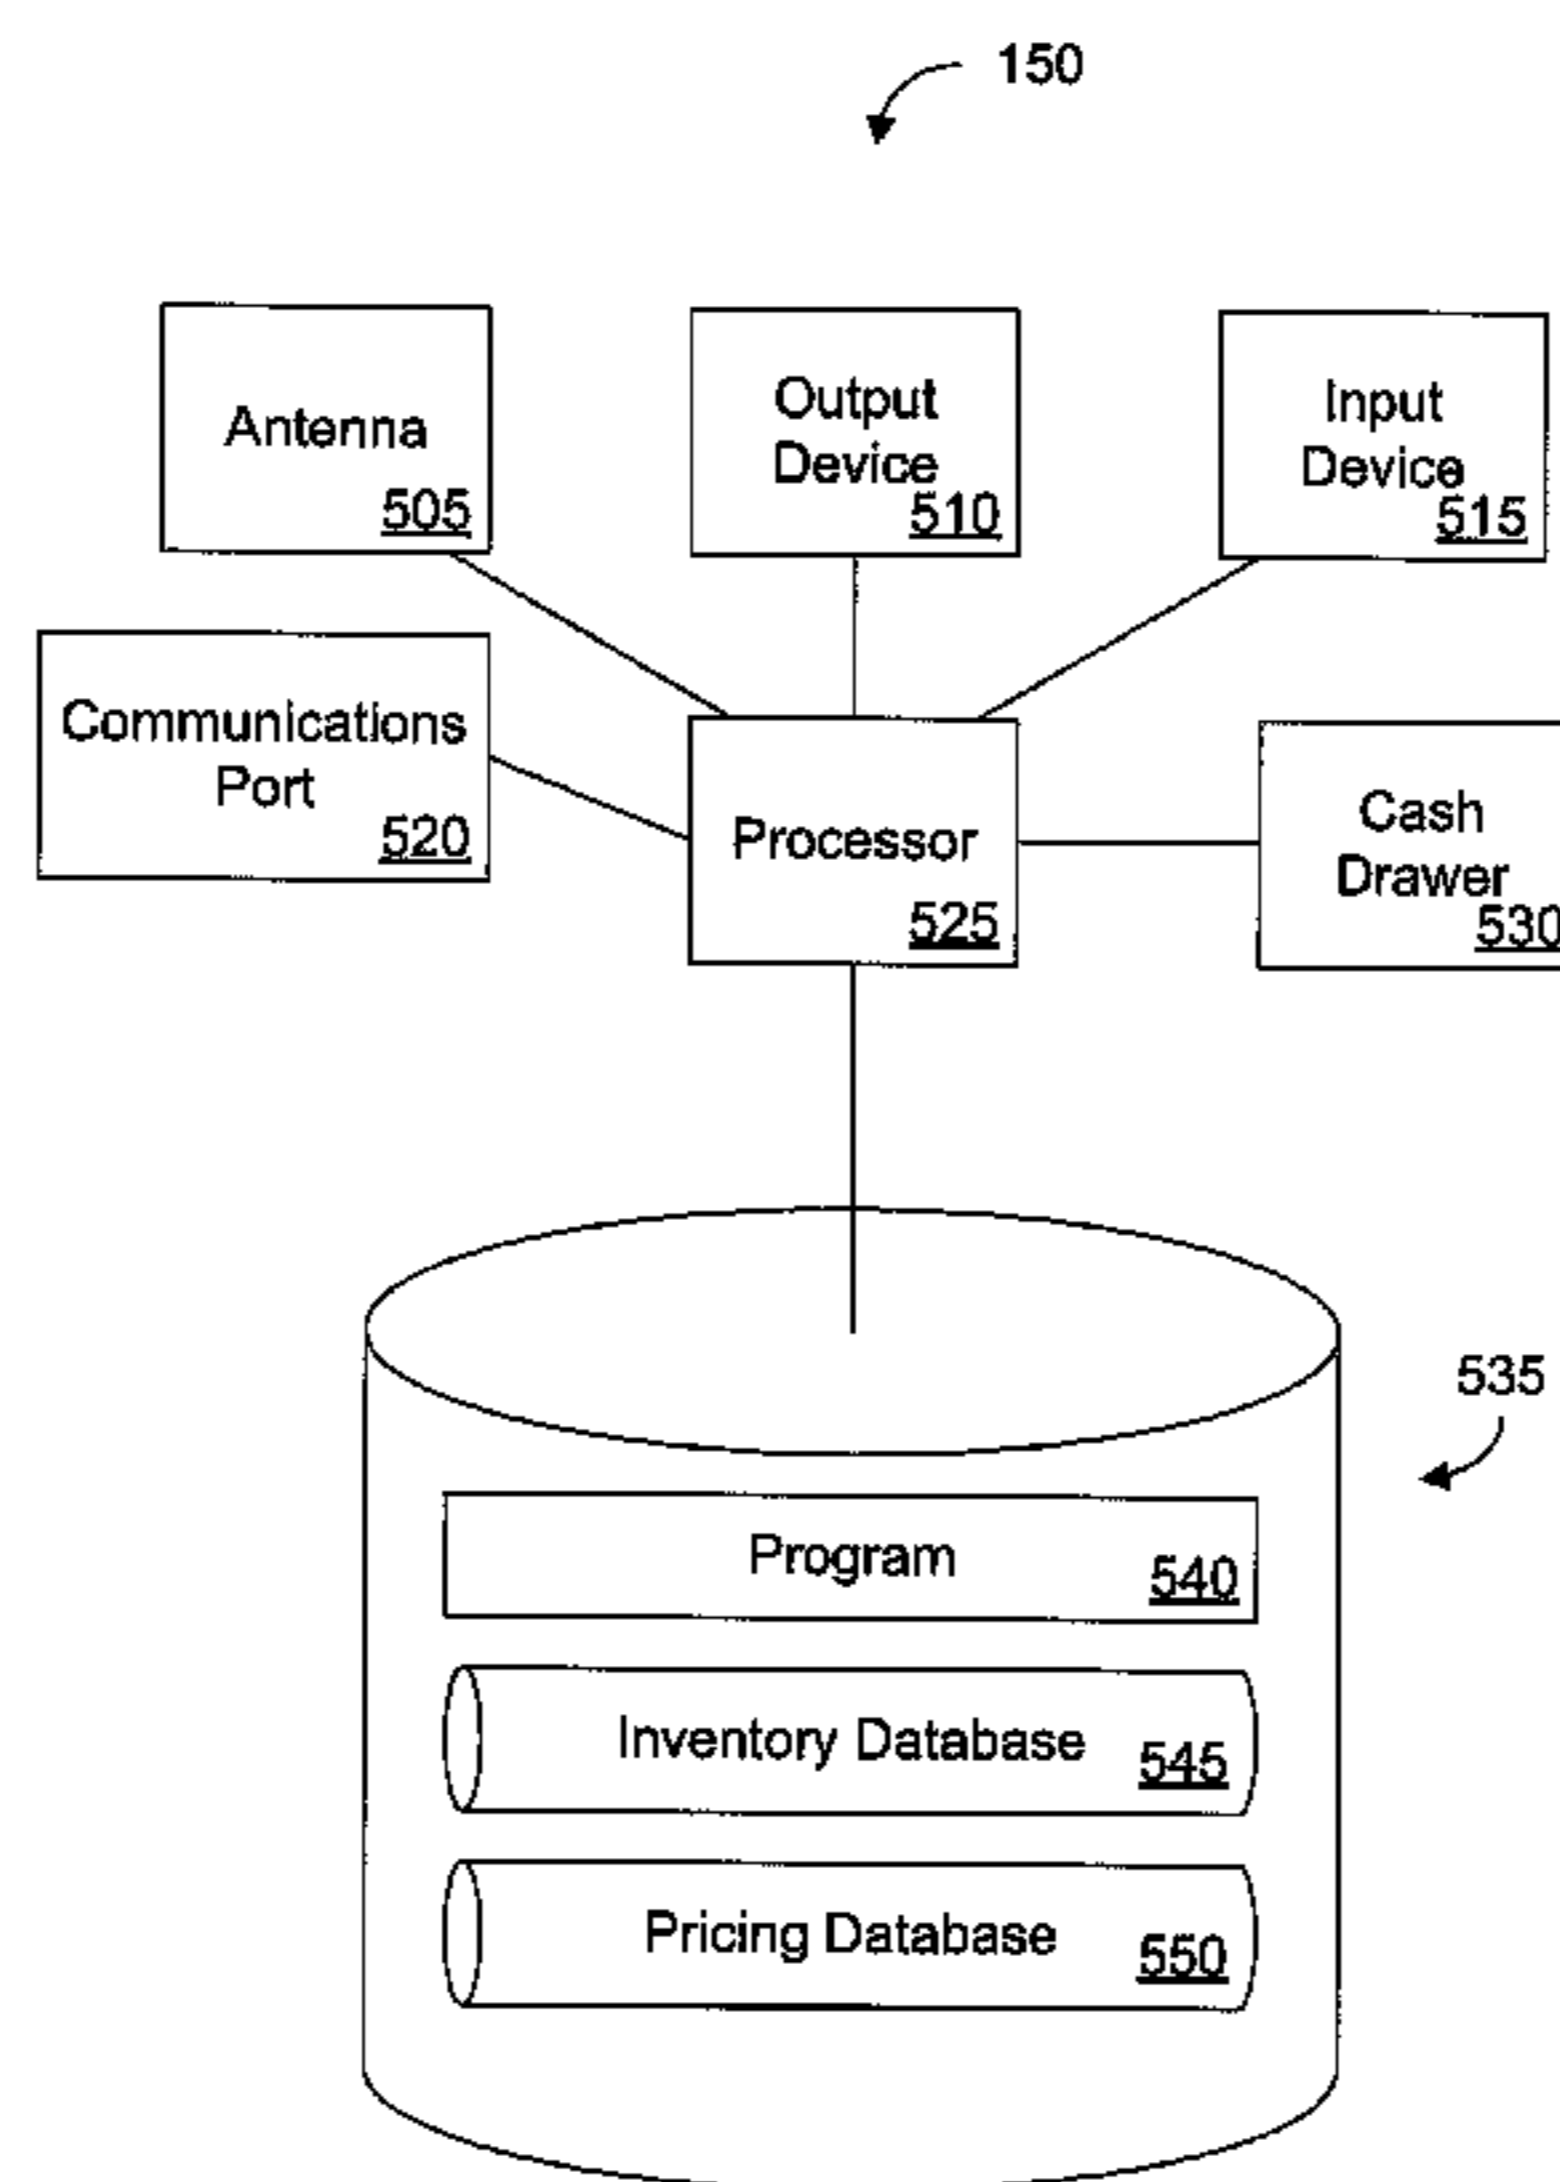 150
Antenna
505
Output
Device
510
Input
Device
515
Communications
Port
520
Processor
525
Cash
Drawer
530
535
Program
540
Inventory Database
545
Pricing Database
550